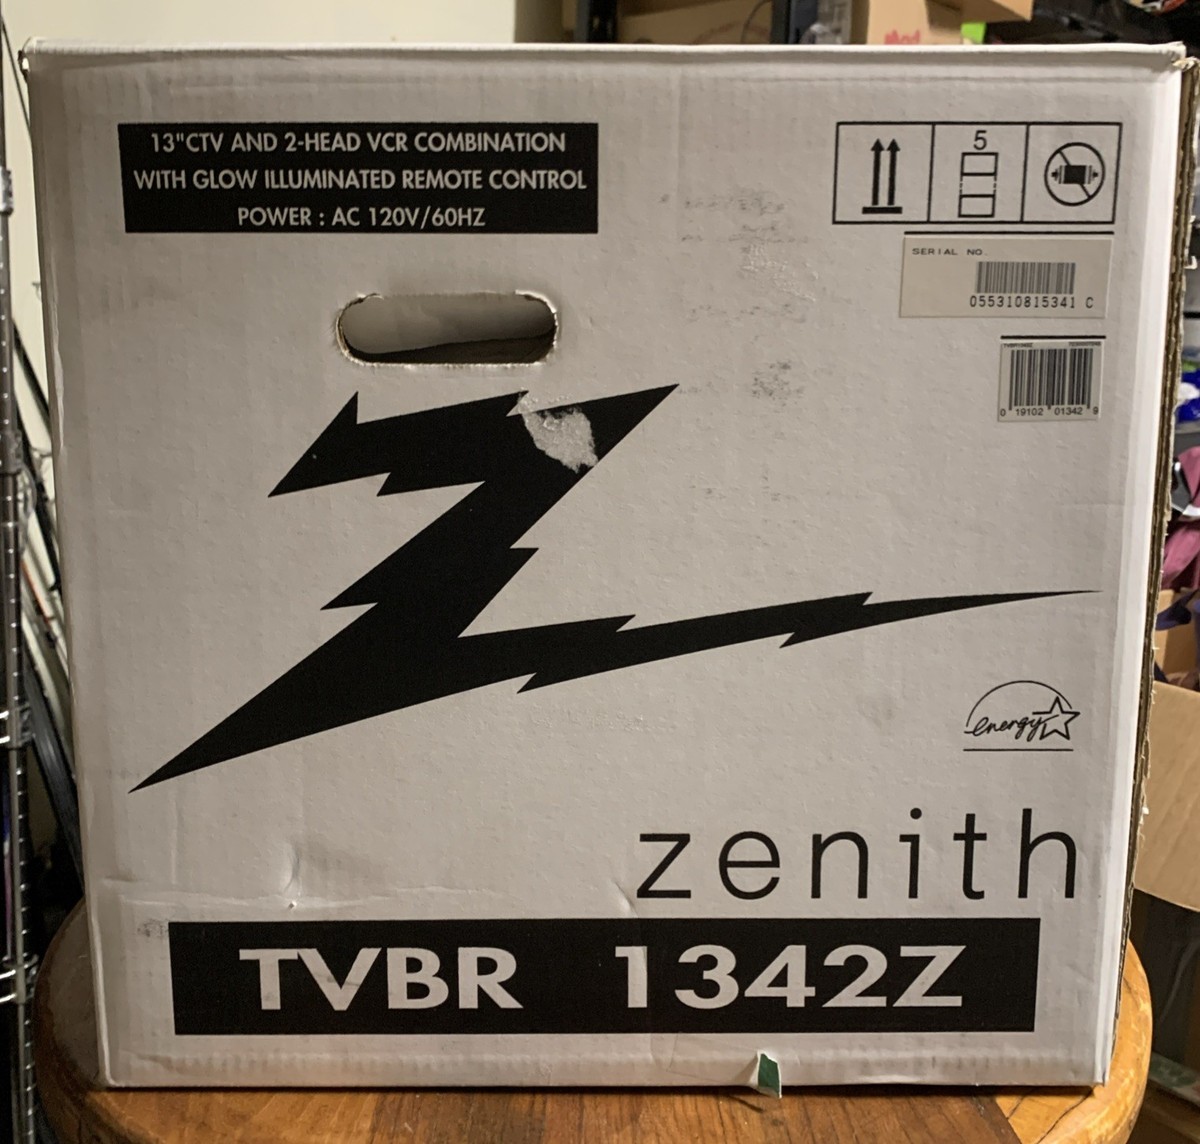 13"CTV AND 2-HEAD VCR COMBINATION
WITH GLOW ILLUMINATED REMOTE CONTROL
POWER : AC 120V/60HZ
5
SERIAL NO.
055310815341 C
TVBR1342Z
0 19102 01342 9
energy
zenith
TVBR 1342Z